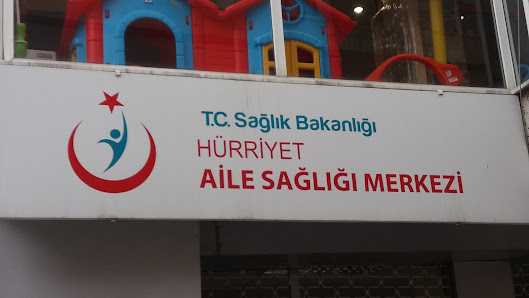 T.C. Sağlık Bakanlığı
HÜRRİYET
AİLE SAĞLIĞI MERKEZİ